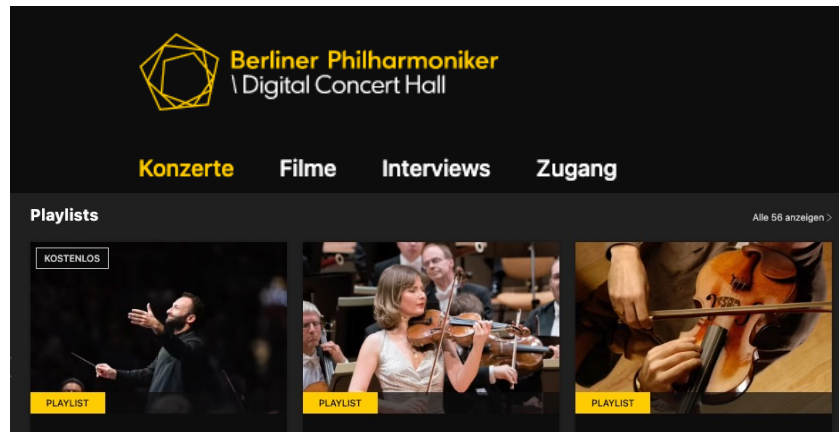 Berliner Philharmoniker
\ Digital Concert Hall
Konzerte Filme Interviews Zugang
Playlists Alle 56 anzeigen >
KOSTENLOS
PLAYLIST PLAYLIST PLAYLIST